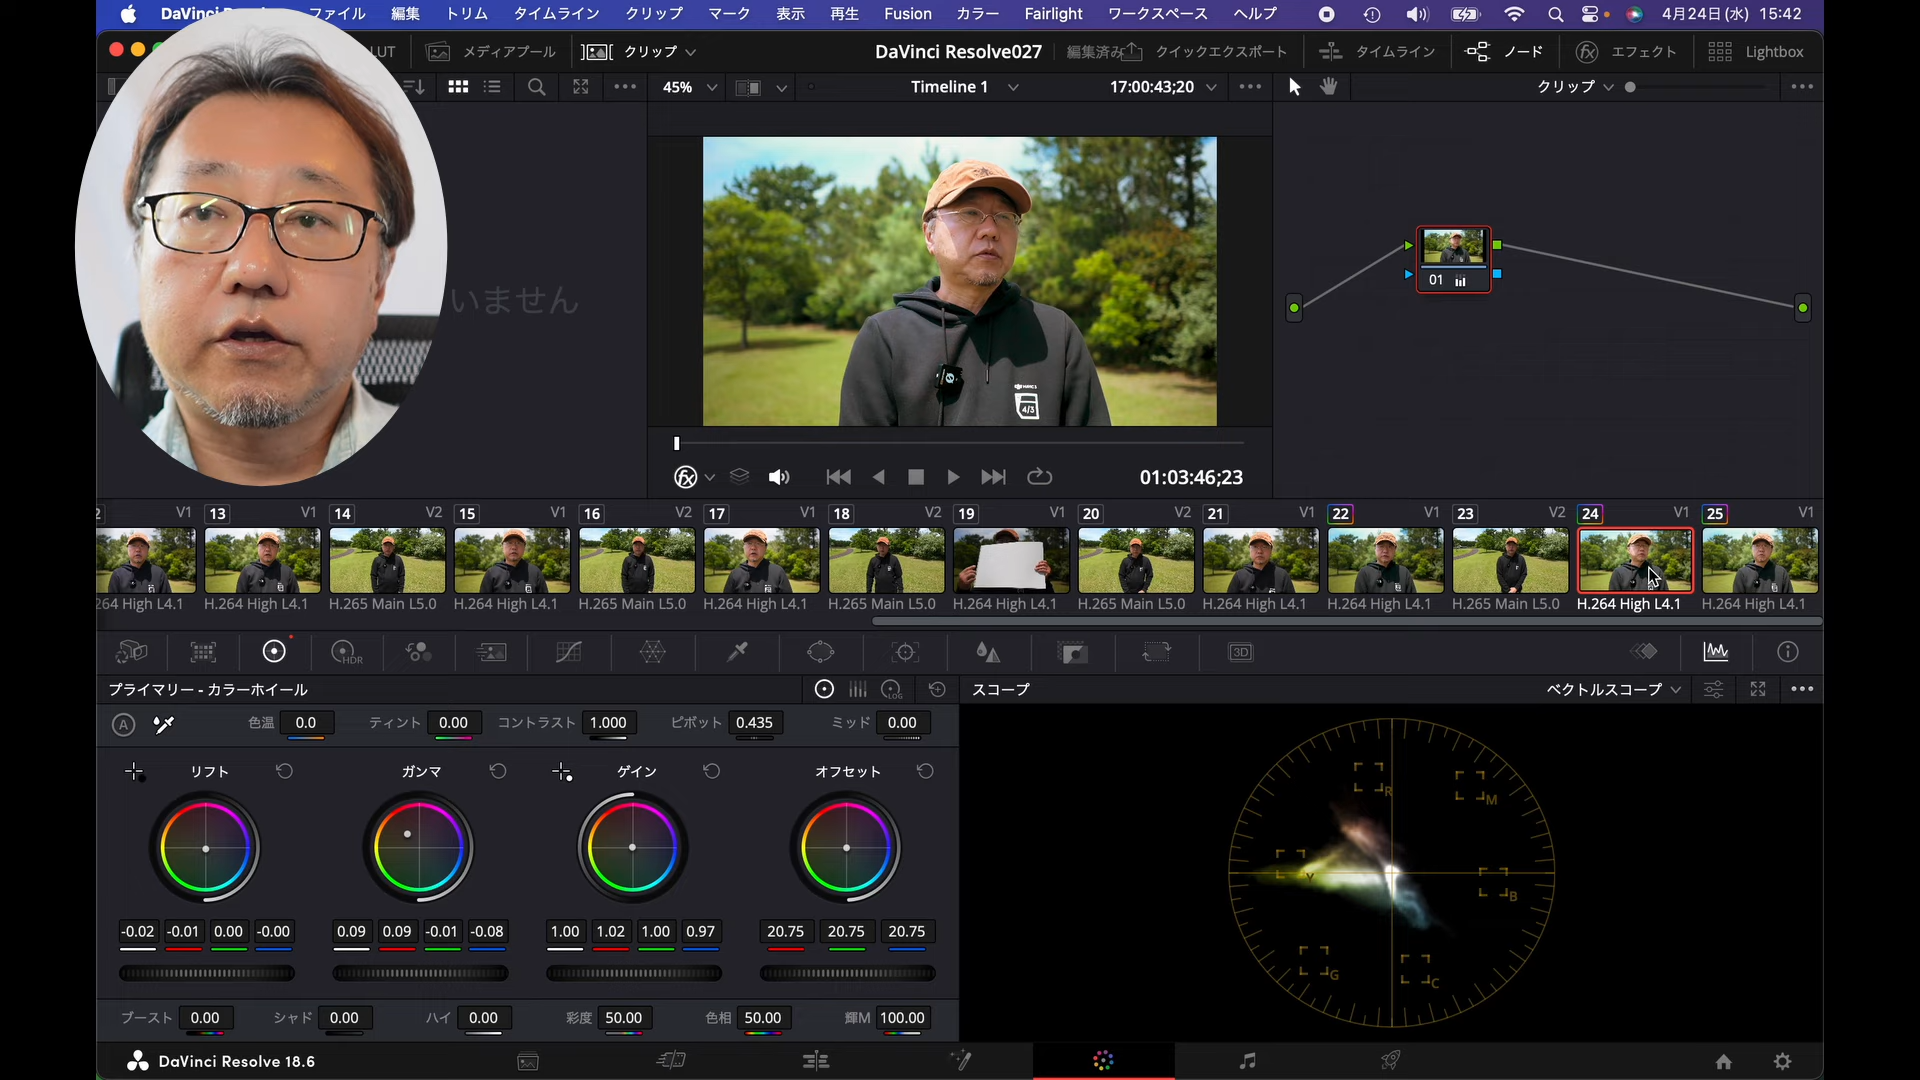 ファイル 編集 トリム タイムライン クリップ マーク 表示 再生 Fusion カラー Fairlight ワークスペース ヘルプ 4月24日(水) 15:42
LUT メディアプール クリップ DaVinci Resolve027 編集済み クイックエクスポート タイムライン ノード エフェクト Lightbox
45% Timeline 1 17:00:43;20 クリップ
いません
01
4/3
01:03:46;23
V1 13 V1 14 V2 15 V1 16 V2 17 V1 18 V2 19 V1 20 V2 21 V1 22 V1 23 V2 24 V1 25 V1
64 High L4.1 H.264 High L4.1 H.265 Main L5.0 H.264 High L4.1 H.265 Main L5.0 H.264 High L4.1 H.265 Main L5.0 H.264 High L4.1 H.265 Main L5.0 H.264 High L4.1 H.264 High L4.1 H.265 Main L5.0 H.264 High L4.1 H.264 High L4.1
HDR 3D
プライマリー - カラーホイール LOG スコープ ベクトルスコープ
A 色温 0.0 ティント 0.00 コントラスト 1.000 ピボット 0.435 ミッド 0.00
リフト ガンマ ゲイン オフセット
R M
Y B
G C
-0.02 -0.01 0.00 -0.00 0.09 0.09 -0.01 -0.08 1.00 1.02 1.00 0.97 20.75 20.75 20.75
ブースト 0.00 シャド 0.00 ハイ 0.00 彩度 50.00 色相 50.00 輝M 100.00
DaVinci Resolve 18.6